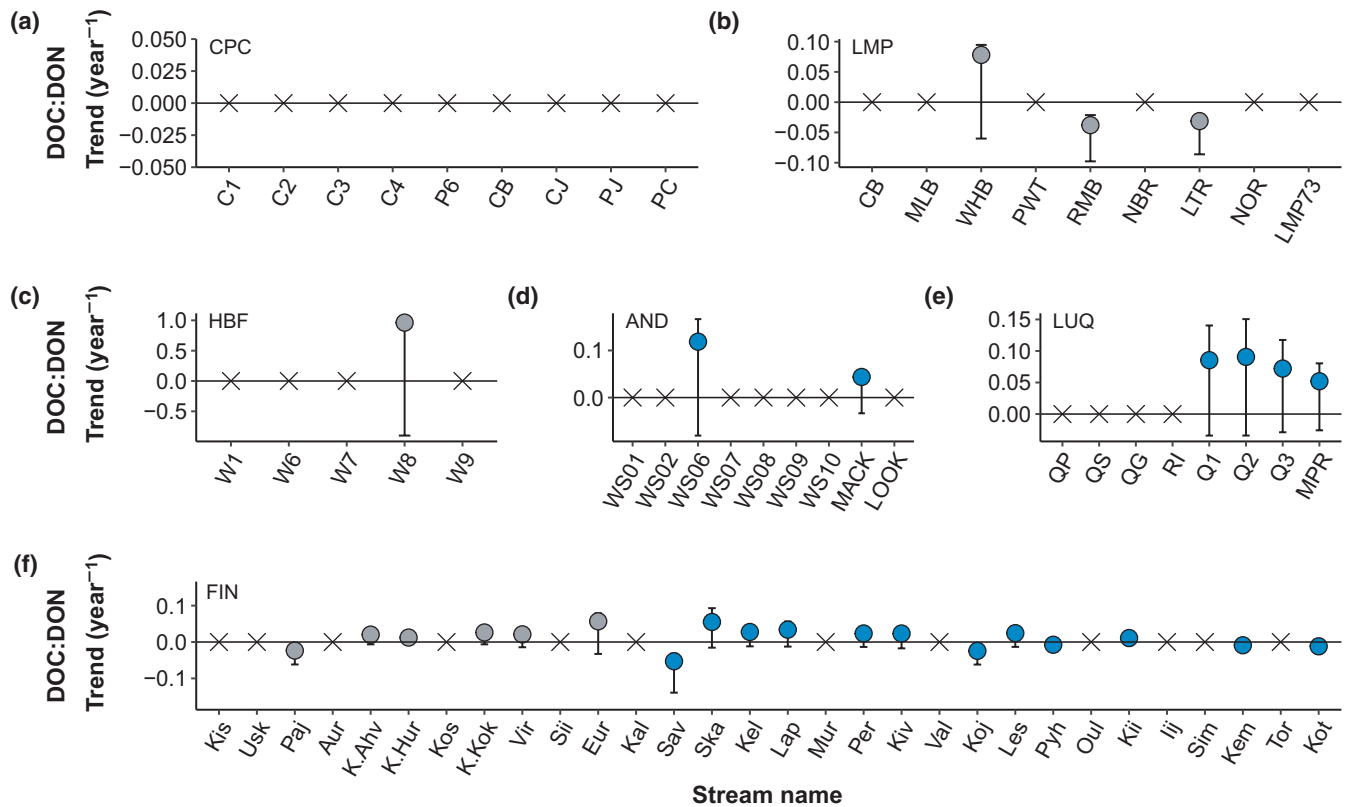 (a)
CPC
DOC:DON
Trend (year⁻¹)
0.050
0.025
0.000
−0.025
−0.050
C1 C2 C3 C4 P6 CB CJ PJ PC
(b)
LMP
0.10
0.05
0.00
−0.05
−0.10
CB MLB WHB PWT RMB NBR LTR NOR LMP73
(c)
HBF
DOC:DON
Trend (year⁻¹)
1.0
0.5
0.0
−0.5
W1 W6 W7 W8 W9
(d)
AND
0.1
0.0
WS01 WS02 WS06 WS07 WS08 WS09 WS10 MACK LOOK
(e)
LUQ
0.15
0.10
0.05
0.00
QP QS QG RI Q1 Q2 Q3 MPR
(f)
FIN
DOC:DON
Trend (year⁻¹)
0.1
0.0
−0.1
Kis Usk Paj Aur K.Ahv K.Hur Kos K.Kok Vir Sii Eur Kal Sav Ska Kel Lap Mur Per Kiv Val Koj Les Pyh Oul Kii Iij Sim Kem Tor Kot
Stream name